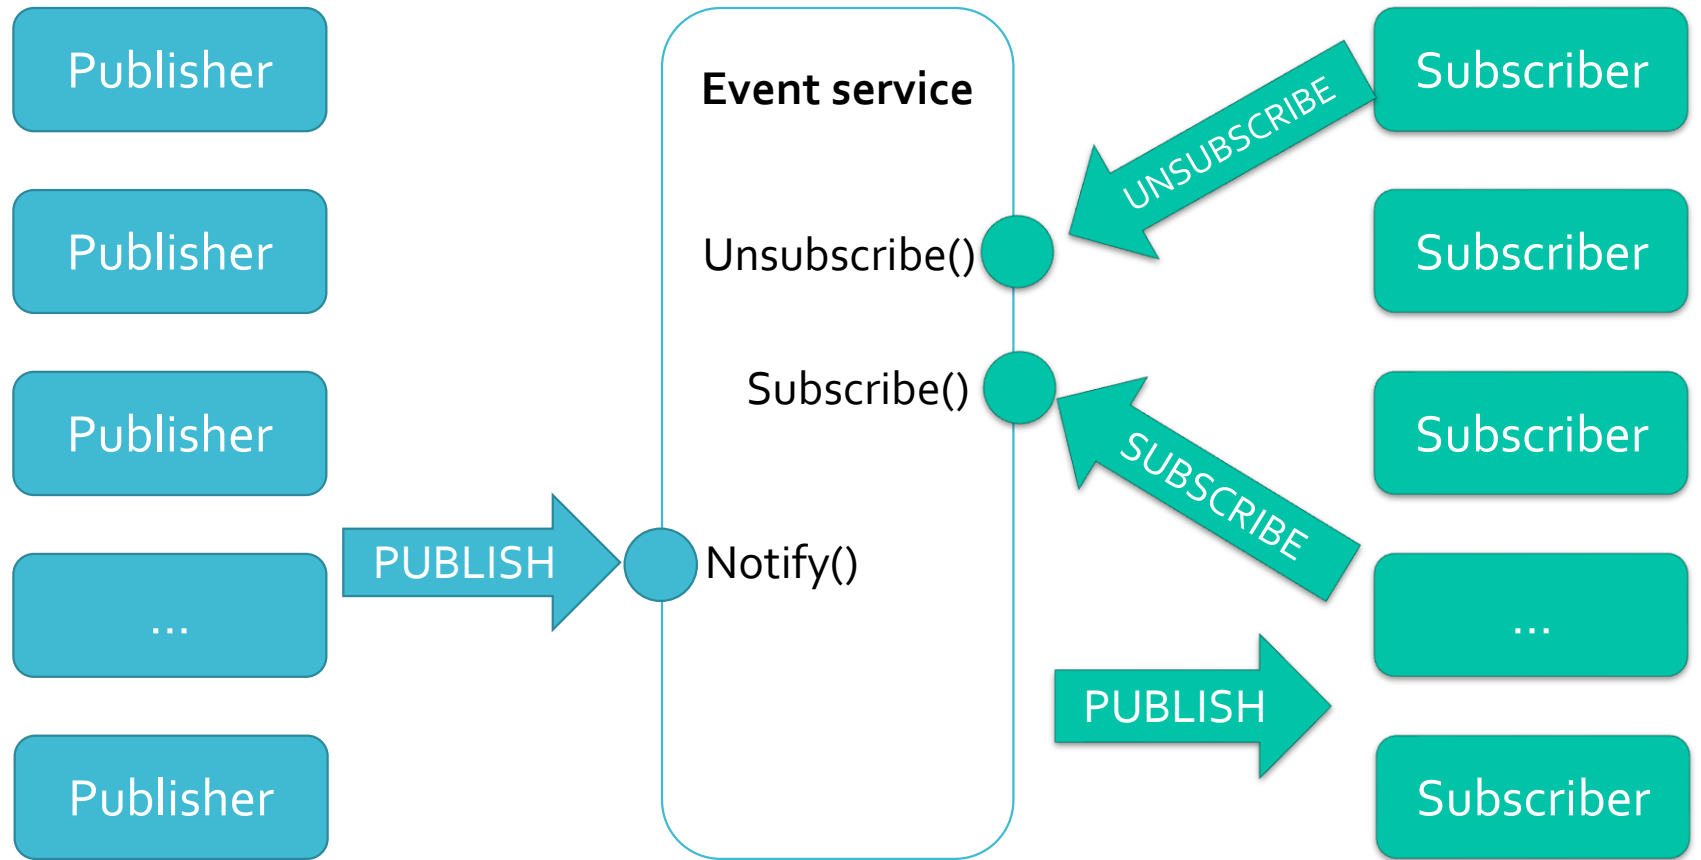 Publisher
Publisher
Publisher
...
Publisher
PUBLISH
Event service
Unsubscribe()
Subscribe()
Notify()
UNSUBSCRIBE
SUBSCRIBE
PUBLISH
Subscriber
Subscriber
Subscriber
...
Subscriber